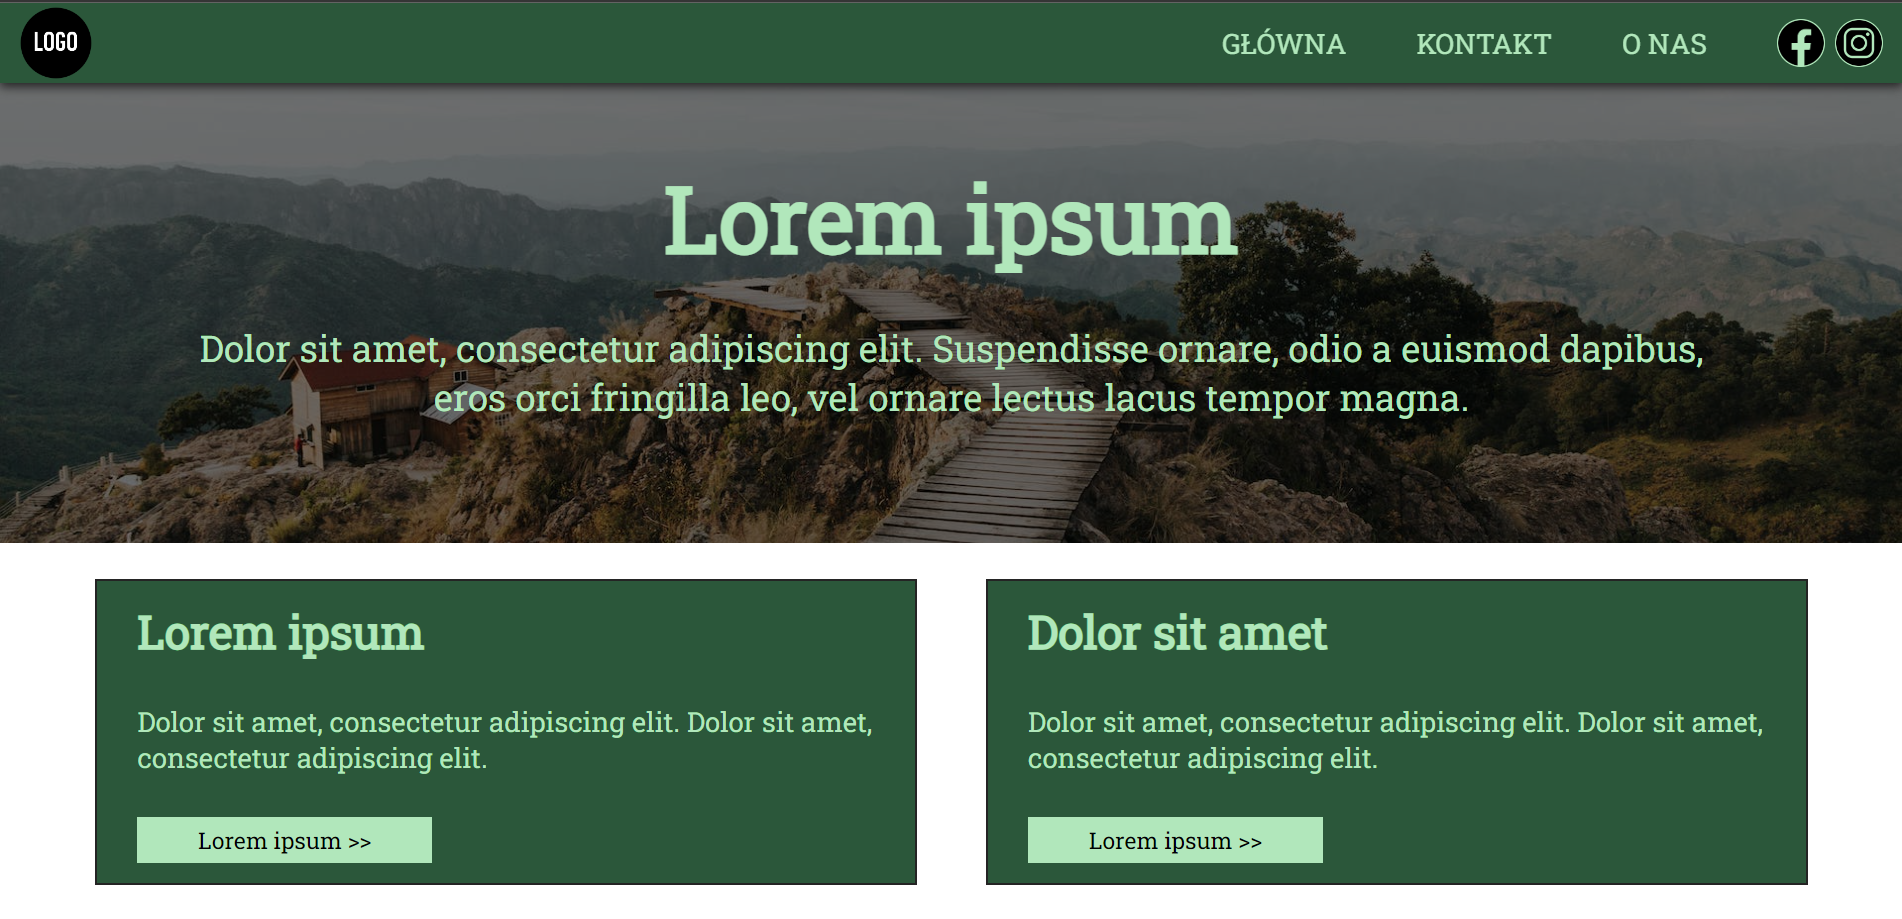 LOGO
GŁÓWNA
KONTAKT
O NAS
Lorem ipsum
Dolor sit amet, consectetur adipiscing elit. Suspendisse ornare, odio a euismod dapibus,
eros orci fringilla leo, vel ornare lectus lacus tempor magna.
Lorem ipsum
Dolor sit amet, consectetur adipiscing elit. Dolor sit amet,
consectetur adipiscing elit.
Lorem ipsum >>
Dolor sit amet
Dolor sit amet, consectetur adipiscing elit. Dolor sit amet,
consectetur adipiscing elit.
Lorem ipsum >>